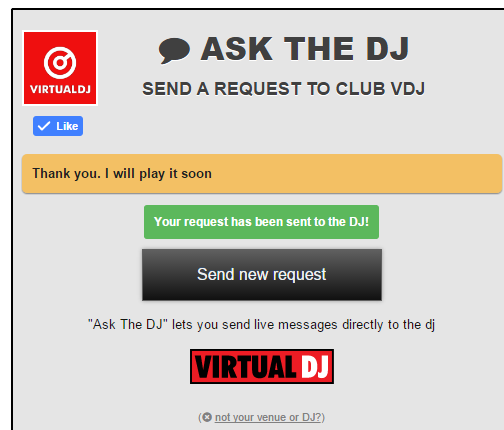 ASK THE DJ
SEND A REQUEST TO CLUB VDJ
VIRTUALDJ
Like
Thank you. I will play it soon
Your request has been sent to the DJ!
Send new request
"Ask The DJ" lets you send live messages directly to the dj
VIRTUAL DJ
(not your venue or DJ?)